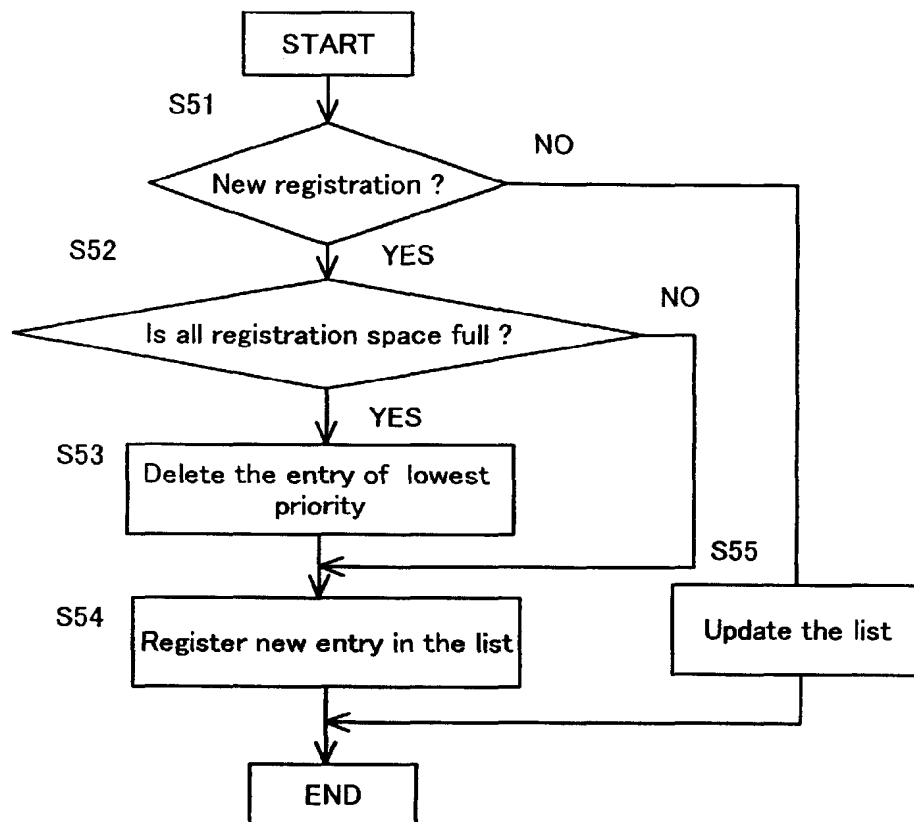 START
S51
NO
New registration ?
S52
YES
NO
Is all registration space full ?
YES
S53
Delete the entry of lowest
priority
S55
S54
Register new entry in the list
Update the list
END